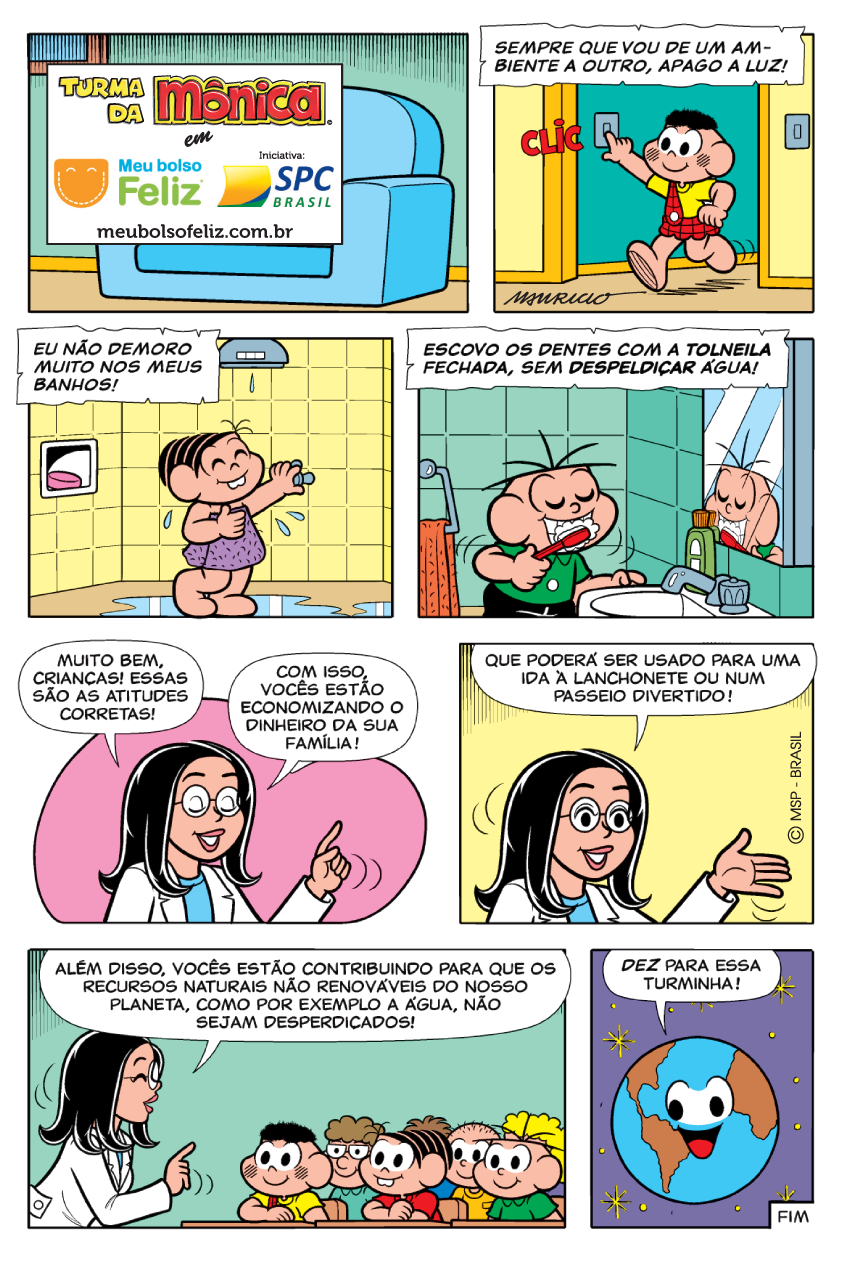 TURMA
DA MÔNICA
em
Meu bolso
Feliz
Iniciativa:
SPC
BRASIL
meubolsofeliz.com.br
SEMPRE QUE VOU DE UM AM-
BIENTE A OUTRO, APAGO A LUZ!
CLIC
MAURICIO
EU NÃO DEMORO
MUITO NOS MEUS
BANHOS!
ESCOVO OS DENTES COM A TOLNEILA
FECHADA, SEM DESPELDIÇAR ÁGUA!
MUITO BEM,
CRIANÇAS! ESSAS
SÃO AS ATITUDES
CORRETAS!
COM ISSO,
VOCÊS ESTÃO
ECONOMIZANDO O
DINHEIRO DA SUA
FAMÍLIA!
QUE PODERÁ SER USADO PARA UMA
IDA À LANCHONETE OU NUM
PASSEIO DIVERTIDO!
© MSP - BRASIL
ALÉM DISSO, VOCÊS ESTÃO CONTRIBUINDO PARA QUE OS
RECURSOS NATURAIS NÃO RENOVÁVEIS DO NOSSO
PLANETA, COMO POR EXEMPLO A ÁGUA, NÃO
SEJAM DESPERDIÇADOS!
DEZ PARA ESSA
TURMINHA!
FIM